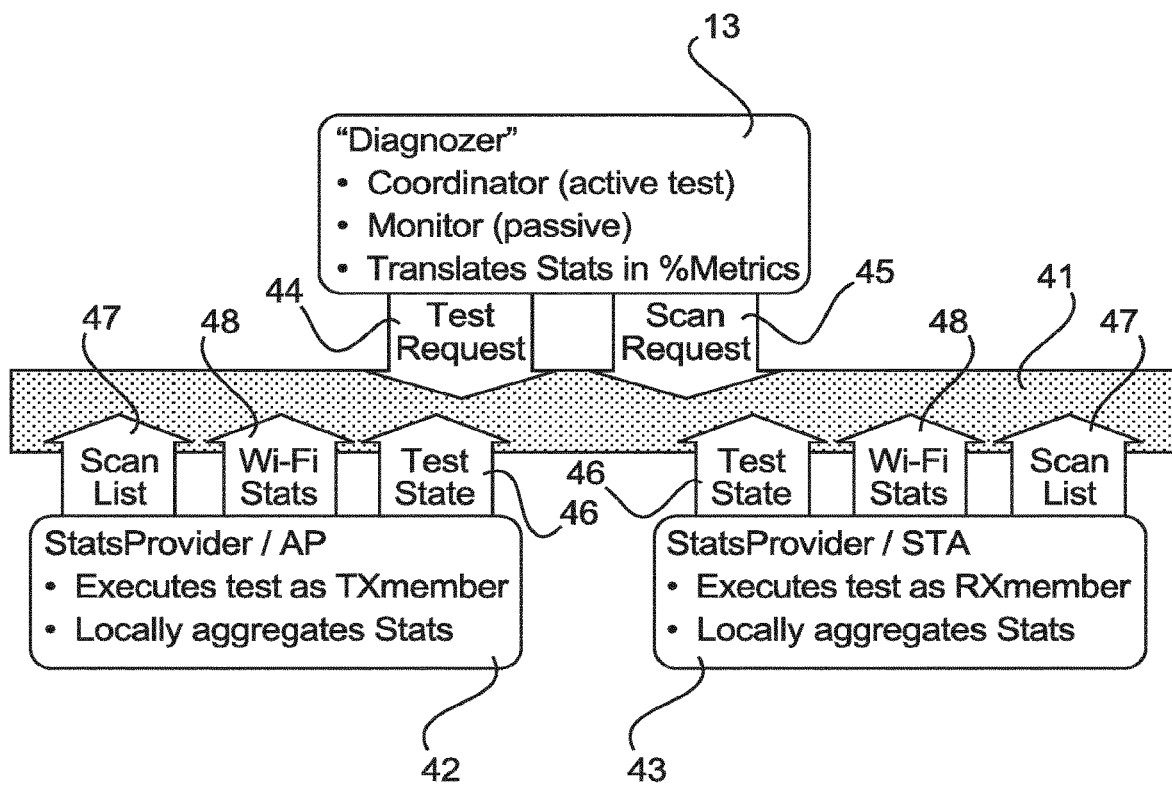 13
“Diagnozer”
• Coordinator (active test)
• Monitor (passive)
• Translates Stats in %Metrics
44
Test
Request
Scan
Request
45
41
47
48
48
47
Scan
List
Wi-Fi
Stats
Test
State
46
46
Test
State
Wi-Fi
Stats
Scan
List
StatsProvider / AP
• Executes test as TXmember
• Locally aggregates Stats
StatsProvider / STA
• Executes test as RXmember
• Locally aggregates Stats
42
43